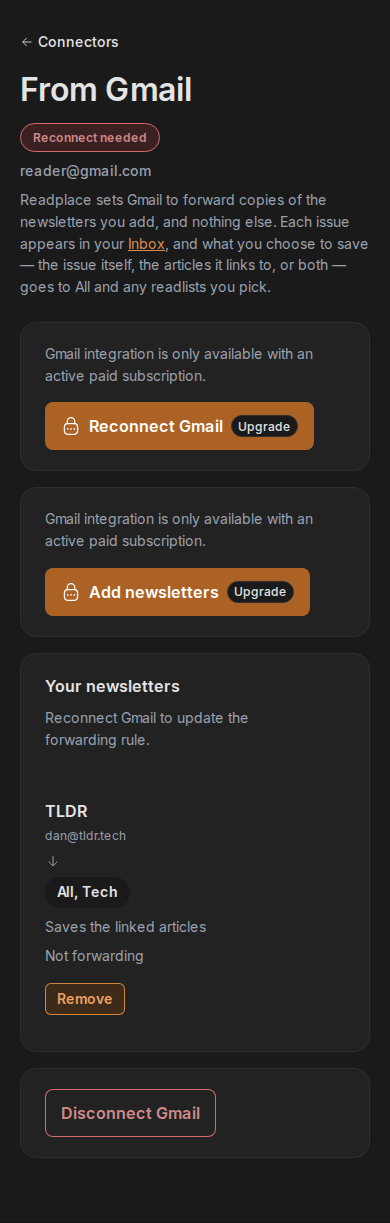 ← Connectors
From Gmail
Reconnect needed
reader@gmail.com
Readplace sets Gmail to forward copies of the
newsletters you add, and nothing else. Each issue
appears in your Inbox, and what you choose to save
— the issue itself, the articles it links to, or both —
goes to All and any readlists you pick.
Gmail integration is only available with an
active paid subscription.
Reconnect Gmail Upgrade
Gmail integration is only available with an
active paid subscription.
Add newsletters Upgrade
Your newsletters
Reconnect Gmail to update the
forwarding rule.
TLDR
dan@tldr.tech
↓
All, Tech
Saves the linked articles
Not forwarding
Remove
Disconnect Gmail